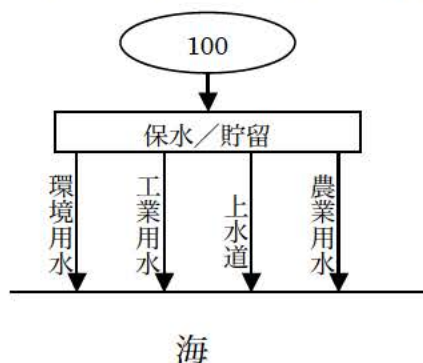 100
保水／貯留
環境用水
工業用水
上水道
農業用水
海